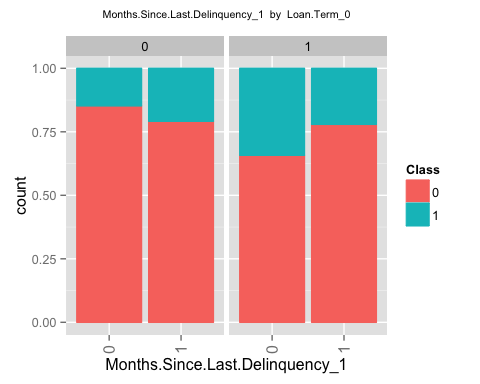 Months.Since.Last.Delinquency_1 by Loan.Term_0
0 1
1.00
0.75
0.50
0.25
0.00
count
0 1 0 1
Months.Since.Last.Delinquency_1
Class
0
1